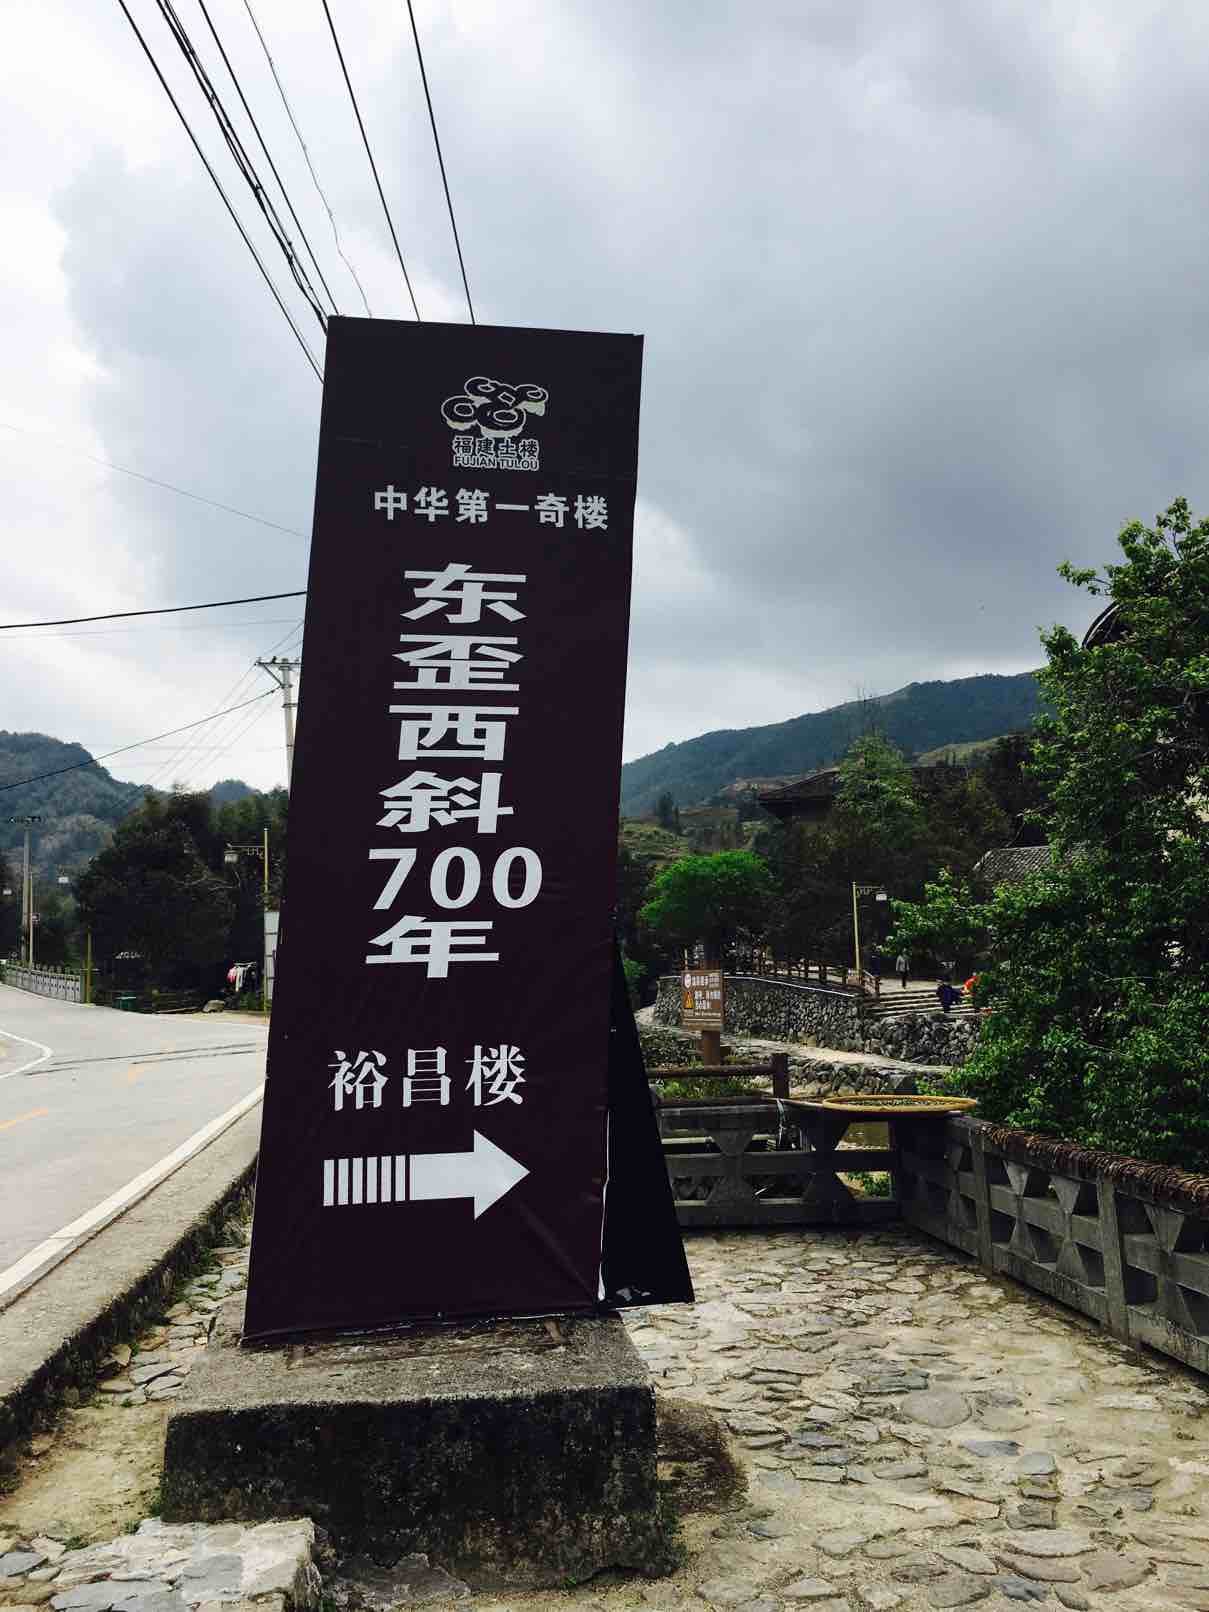 福建土楼
FUJIAN TULOU
中华第一奇楼
东
歪
西
斜
700
年
裕昌楼